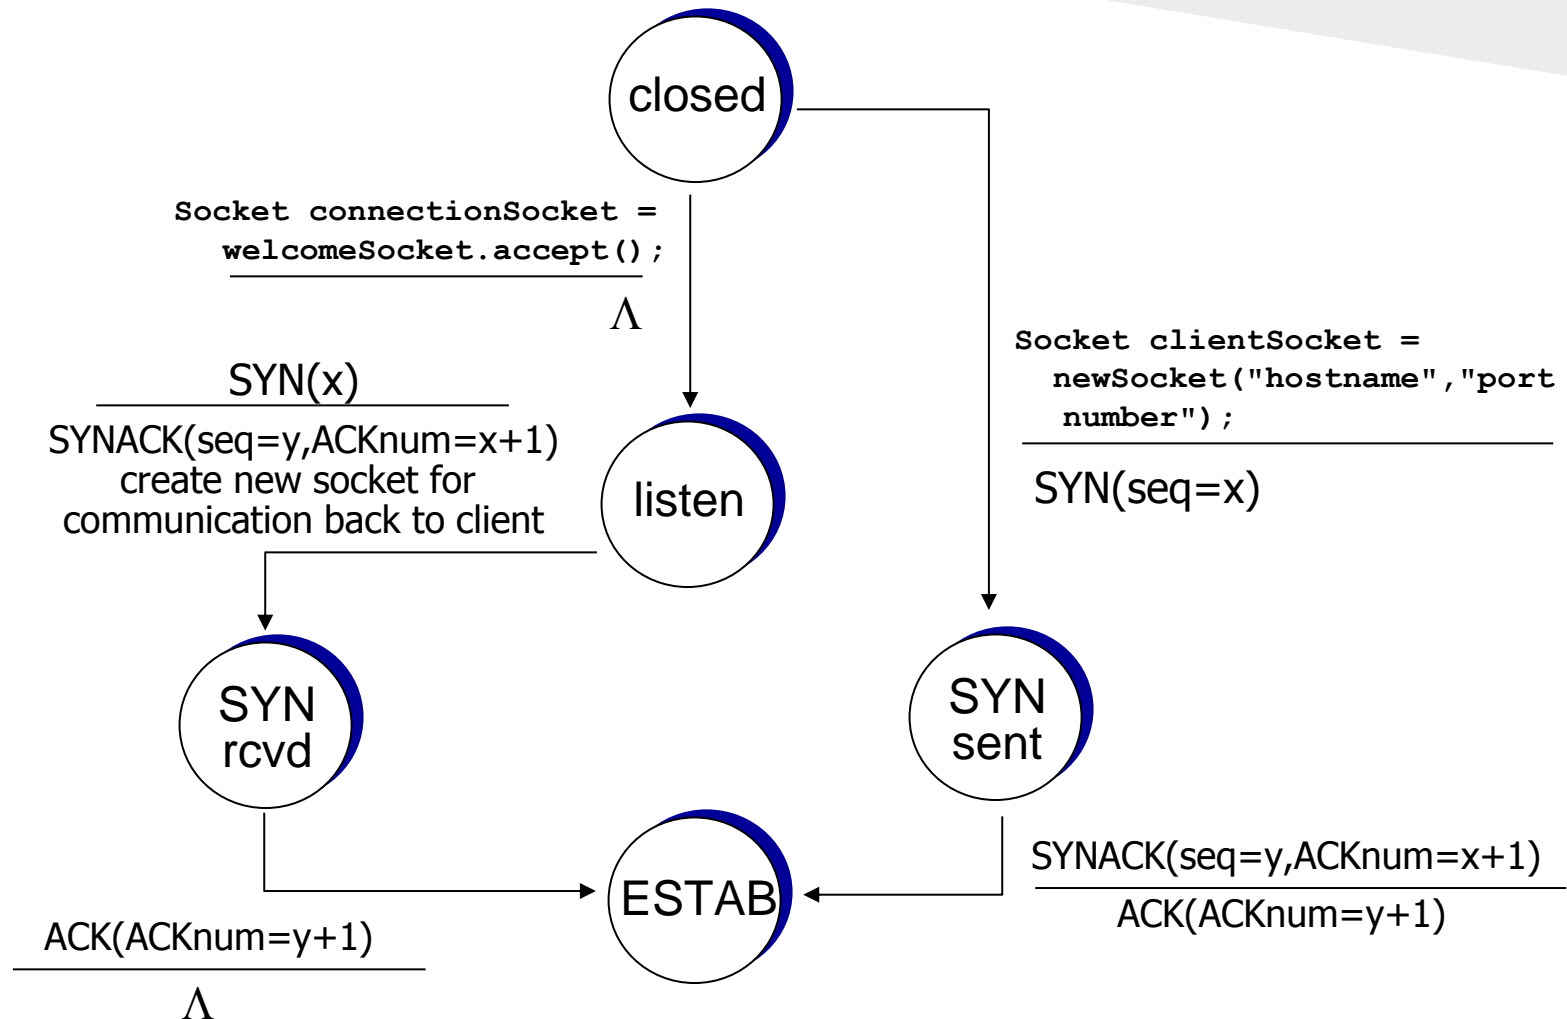 closed
Socket connectionSocket =
welcomeSocket.accept();
Λ
Socket clientSocket =
newSocket("hostname","port
number");
SYN(seq=x)
SYN(x)
SYNACK(seq=y,ACKnum=x+1)
create new socket for
communication back to client
listen
SYN
rcvd
SYN
sent
ESTAB
SYNACK(seq=y,ACKnum=x+1)
ACK(ACKnum=y+1)
ACK(ACKnum=y+1)
Λ